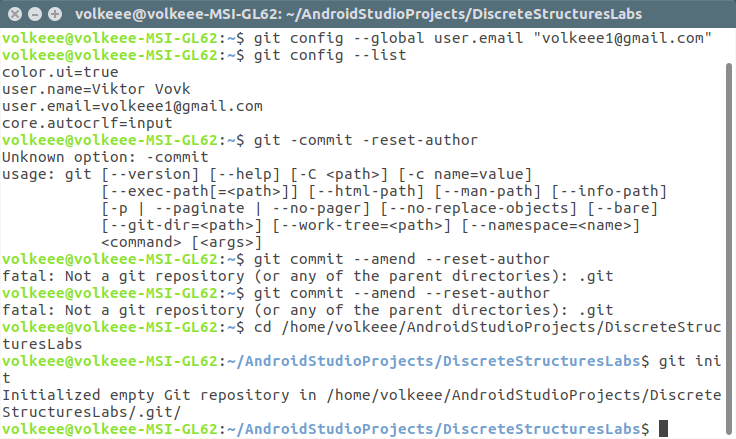 volkeee@volkeee-MSI-GL62: ~/AndroidStudioProjects/DiscreteStructuresLabs
volkeee@volkeee-MSI-GL62:~$ git config --global user.email "volkeee1@gmail.com"
volkeee@volkeee-MSI-GL62:~$ git config --list
color.ui=true
user.name=Viktor Vovk
user.email=volkeee1@gmail.com
core.autocrlf=input
volkeee@volkeee-MSI-GL62:~$ git -commit -reset-author
Unknown option: -commit
usage: git [--version] [--help] [-C <path>] [-c name=value]
           [--exec-path[=<path>]] [--html-path] [--man-path] [--info-path]
           [-p | --paginate | --no-pager] [--no-replace-objects] [--bare]
           [--git-dir=<path>] [--work-tree=<path>] [--namespace=<name>]
           <command> [<args>]
volkeee@volkeee-MSI-GL62:~$ git commit --amend --reset-author
fatal: Not a git repository (or any of the parent directories): .git
volkeee@volkeee-MSI-GL62:~$ git commit --amend --reset-author
fatal: Not a git repository (or any of the parent directories): .git
volkeee@volkeee-MSI-GL62:~$ cd /home/volkeee/AndroidStudioProjects/DiscreteStruc
turesLabs
volkeee@volkeee-MSI-GL62:~/AndroidStudioProjects/DiscreteStructuresLabs$ git ini
t
Initialized empty Git repository in /home/volkeee/AndroidStudioProjects/Discrete
StructuresLabs/.git/
volkeee@volkeee-MSI-GL62:~/AndroidStudioProjects/DiscreteStructuresLabs$